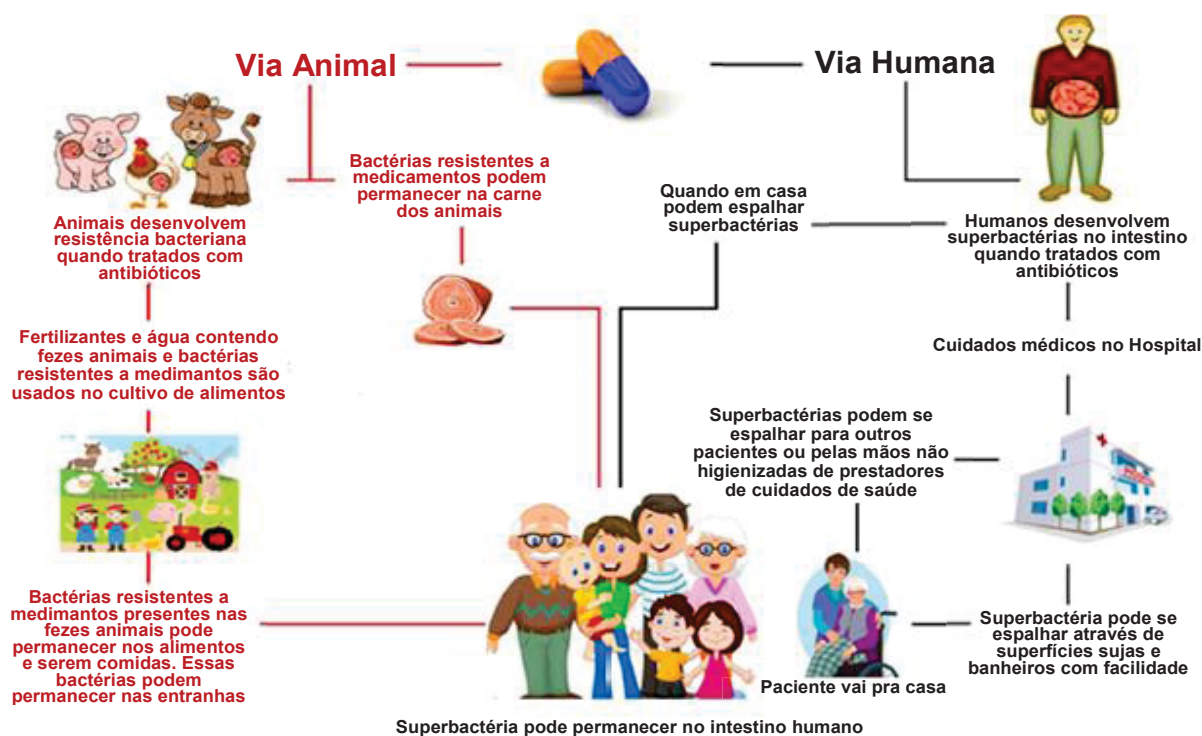 Via Animal
Via Humana
Bactérias resistentes a
medicamentos podem
permanecer na carne
dos animais
Quando em casa
podem espalhar
superbactérias
Animais desenvolvem
resistência bacteriana
quando tratados com
antibióticos
Humanos desenvolvem
superbactérias no intestino
quando tratados com
antibióticos
Fertilizantes e água contendo
fezes animais e bactérias
resistentes a medimantos são
usados no cultivo de alimentos
Cuidados médicos no Hospital
Superbactérias podem se
espalhar para outros
pacientes ou pelas mãos não
higienizadas de prestadores
de cuidados de saúde
Bactérias resistentes a
medimantos presentes nas
fezes animais pode
permanecer nos alimentos
e serem comidas. Essas
bactérias podem
permanecer nas entranhas
Superbactéria pode se
espalhar através de
superfícies sujas e
banheiros com facilidade
Paciente vai pra casa
Superbactéria pode permanecer no intestino humano